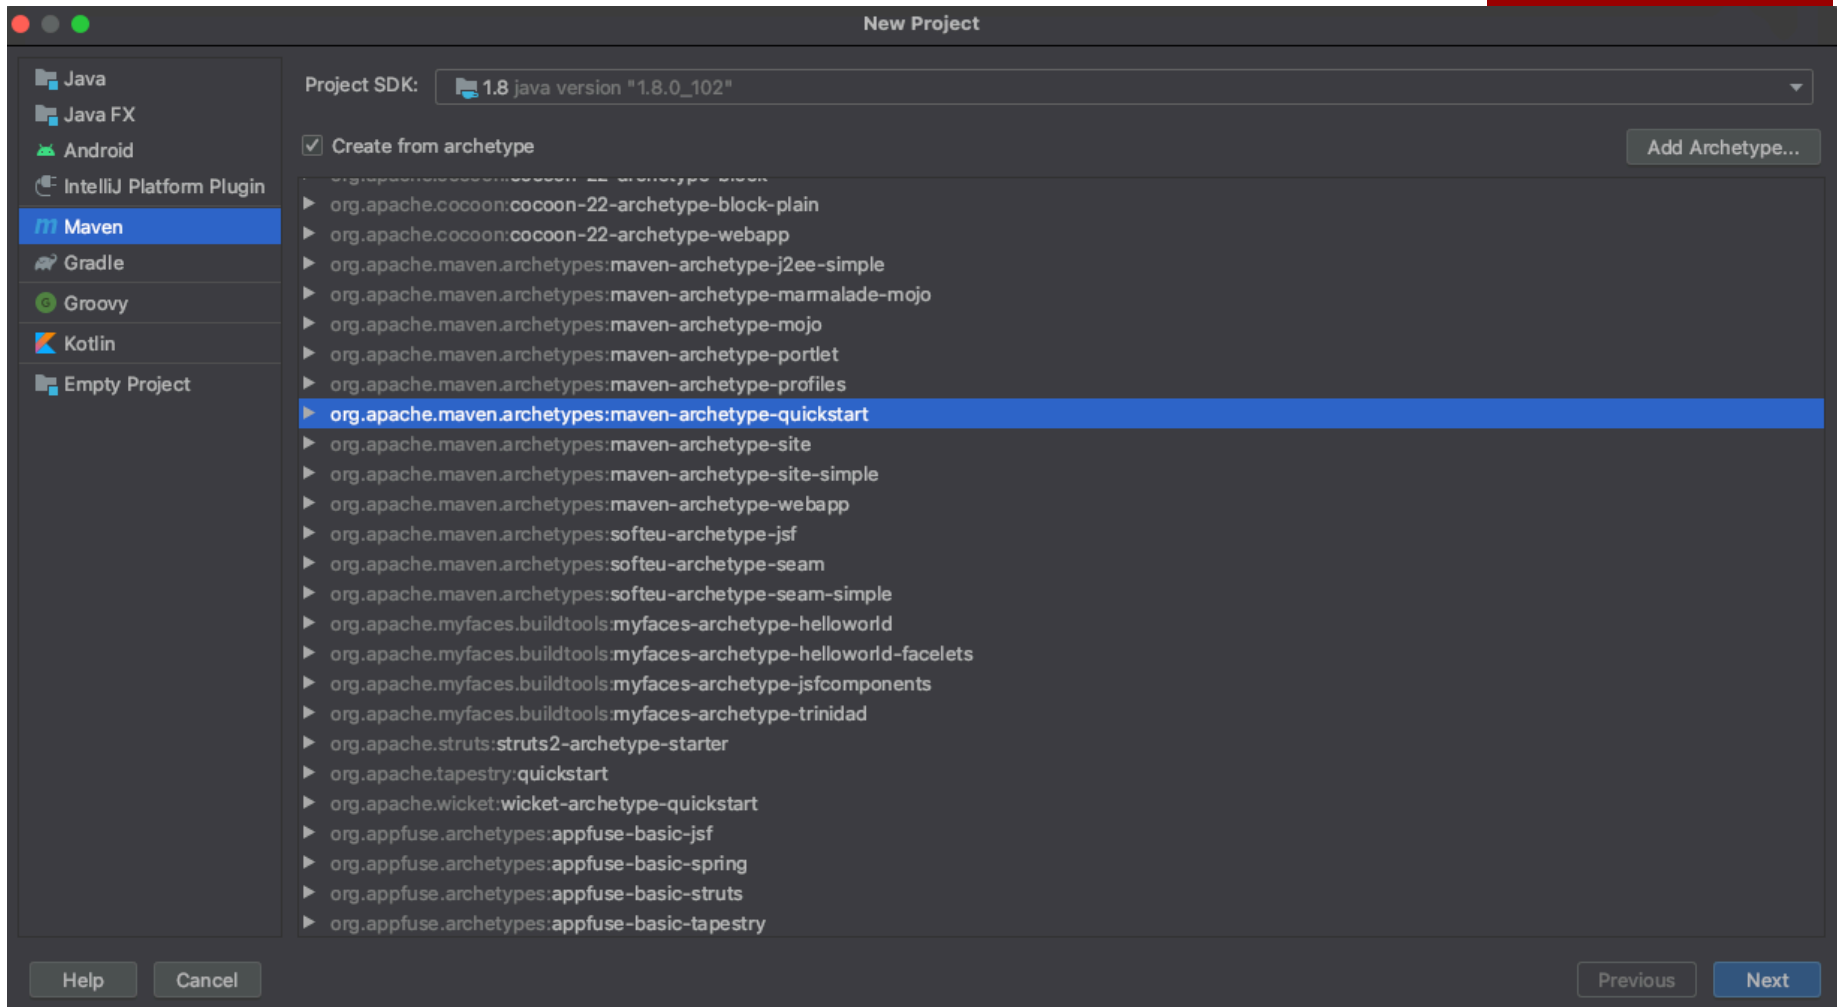 New Project
Java
Java FX
Android
IntelliJ Platform Plugin
Maven
Gradle
Groovy
Kotlin
Empty Project
Project SDK: 1.8 java version "1.8.0_102"
Create from archetype
Add Archetype...
org.apache.cocoon:cocoon-22-archetype-block
org.apache.cocoon:cocoon-22-archetype-block-plain
org.apache.cocoon:cocoon-22-archetype-webapp
org.apache.maven.archetypes:maven-archetype-j2ee-simple
org.apache.maven.archetypes:maven-archetype-marmalade-mojo
org.apache.maven.archetypes:maven-archetype-mojo
org.apache.maven.archetypes:maven-archetype-portlet
org.apache.maven.archetypes:maven-archetype-profiles
org.apache.maven.archetypes:maven-archetype-quickstart
org.apache.maven.archetypes:maven-archetype-site
org.apache.maven.archetypes:maven-archetype-site-simple
org.apache.maven.archetypes:maven-archetype-webapp
org.apache.maven.archetypes:softeu-archetype-jsf
org.apache.maven.archetypes:softeu-archetype-seam
org.apache.maven.archetypes:softeu-archetype-seam-simple
org.apache.myfaces.buildtools:myfaces-archetype-helloworld
org.apache.myfaces.buildtools:myfaces-archetype-helloworld-facelets
org.apache.myfaces.buildtools:myfaces-archetype-jsfcomponents
org.apache.myfaces.buildtools:myfaces-archetype-trinidad
org.apache.struts:struts2-archetype-starter
org.apache.tapestry:quickstart
org.apache.wicket:wicket-archetype-quickstart
org.appfuse.archetypes:appfuse-basic-jsf
org.appfuse.archetypes:appfuse-basic-spring
org.appfuse.archetypes:appfuse-basic-struts
org.appfuse.archetypes:appfuse-basic-tapestry
Help
Cancel
Previous
Next